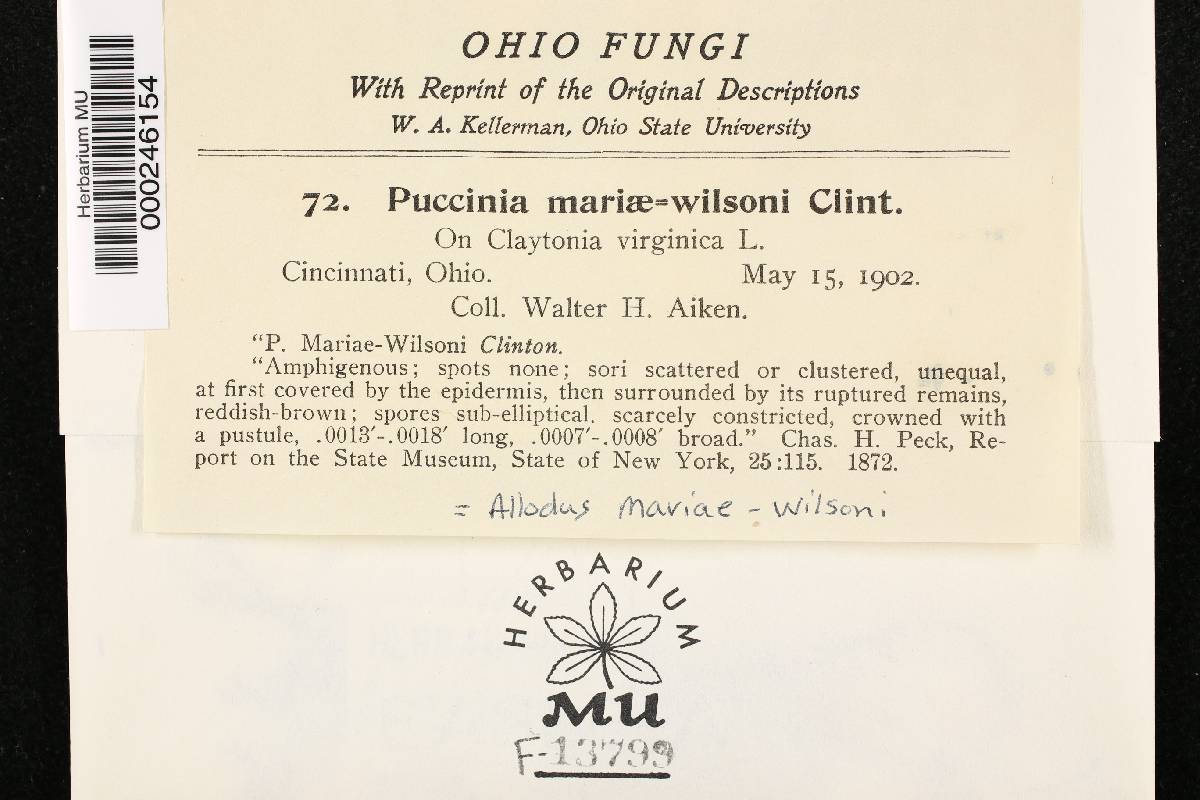 Herbarium MU
000246154
OHIO FUNGI
With Reprint of the Original Descriptions
W. A. Kellerman, Ohio State University
72. Puccinia mariæ=wilsoni Clint.
On Claytonia virginica L.
Cincinnati, Ohio. May 15, 1902.
Coll. Walter H. Aiken.
"P. Mariae-Wilsoni Clinton.
"Amphigenous; spots none; sori scattered or clustered, unequal,
at first covered by the epidermis, then surrounded by its ruptured remains,
reddish-brown; spores sub-elliptical, scarcely constricted, crowned with
a pustule, .0013′-.0018′ long, .0007′-.0008′ broad." Chas. H. Peck, Re-
port on the State Museum, State of New York, 25:115. 1872.
= Allodus mariae-wilsoni
HERBARIUM
MU
F-13799